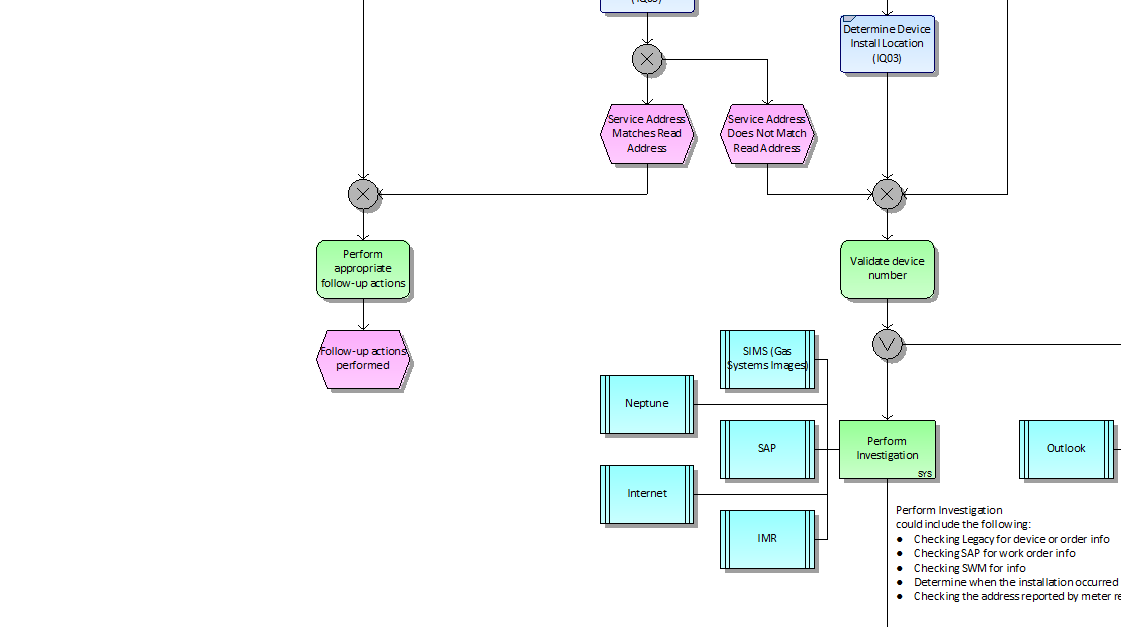 (IQ03)
Determine Device
Install Location
(IQ03)
Service Address
Matches Read
Address
Service Address
Does Not Match
Read Address
Perform
appropriate
follow-up actions
Validate device
number
Follow-up actions
performed
SIMS (Gas
Systems Images)
Neptune
SAP
Perform
Investigation
SYS
Outlook
Internet
IMR
Perform Investigation
could include the following:
● Checking Legacy for device or order info
● Checking SAP for work order info
● Checking SWM for info
● Determine when the installation occurred
● Checking the address reported by meter re